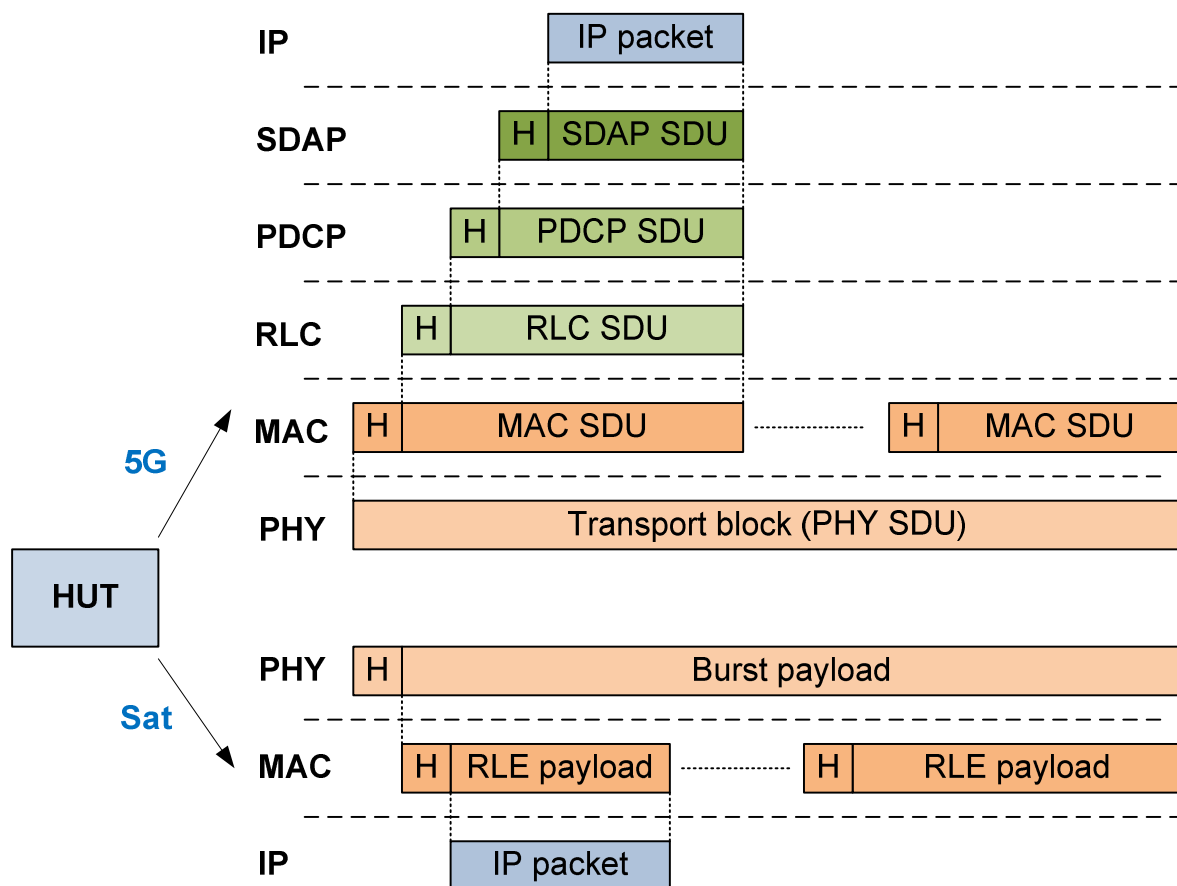 IP IP packet
SDAP H SDAP SDU
PDCP H PDCP SDU
RLC H RLC SDU
MAC H MAC SDU H MAC SDU
5G
PHY Transport block (PHY SDU)
HUT
PHY H Burst payload
Sat
MAC H RLE payload H RLE payload
IP IP packet